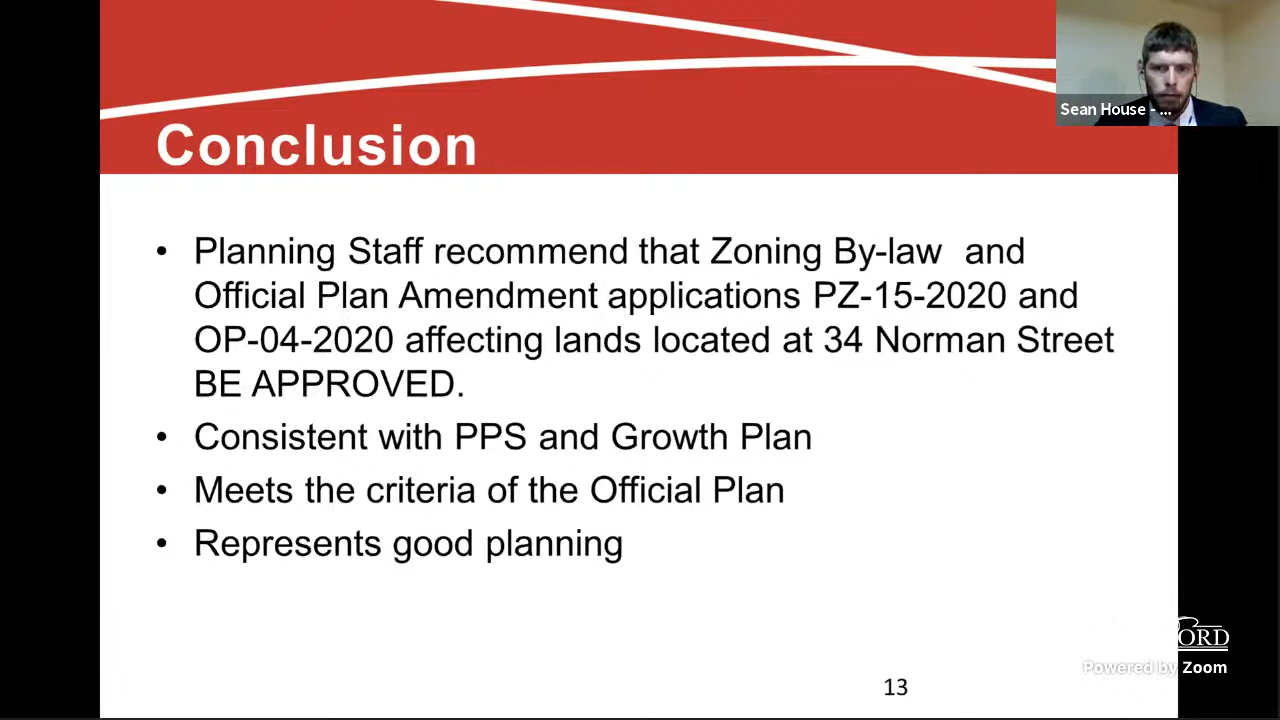 Sean House - ...
Conclusion
• Planning Staff recommend that Zoning By-law and
Official Plan Amendment applications PZ-15-2020 and
OP-04-2020 affecting lands located at 34 Norman Street
BE APPROVED.
• Consistent with PPS and Growth Plan
• Meets the criteria of the Official Plan
• Represents good planning
Powered by Zoom
13